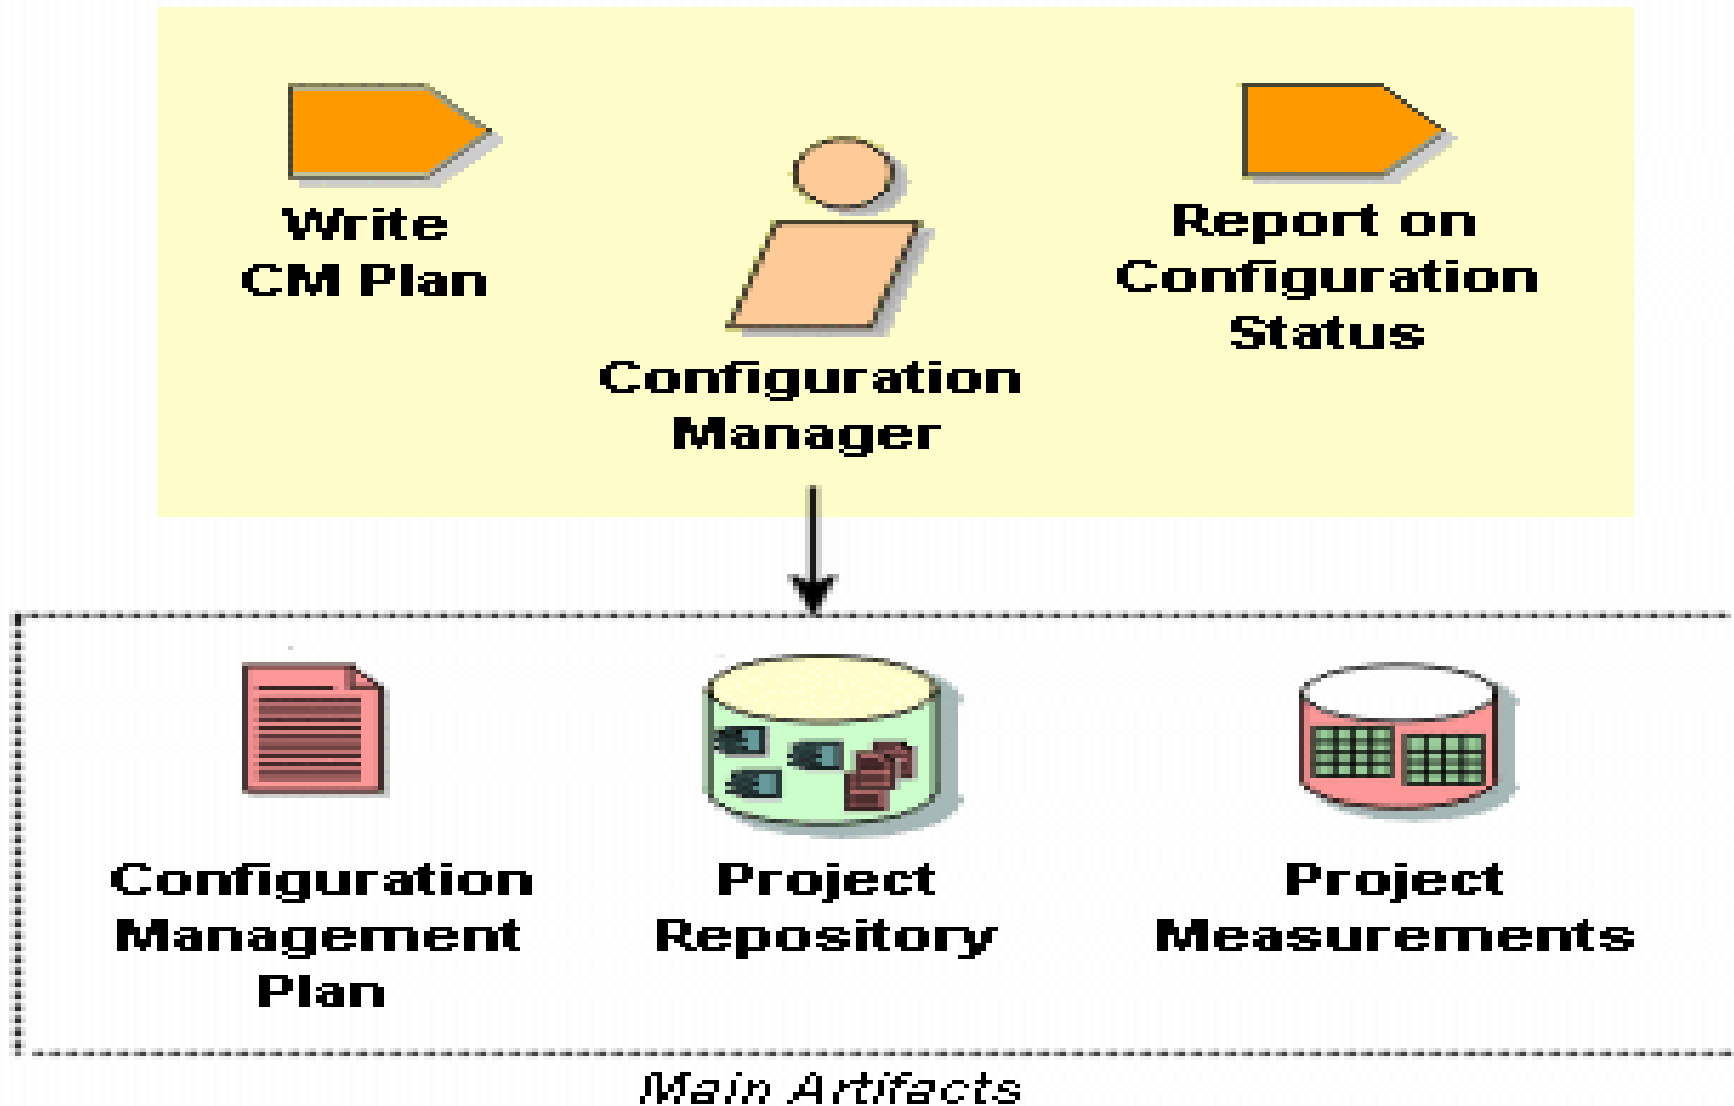 Write
CM Plan
Configuration
Manager
Report on
Configuration
Status
Configuration
Management
Plan
Project
Repository
Project
Measurements
Main Artifacts